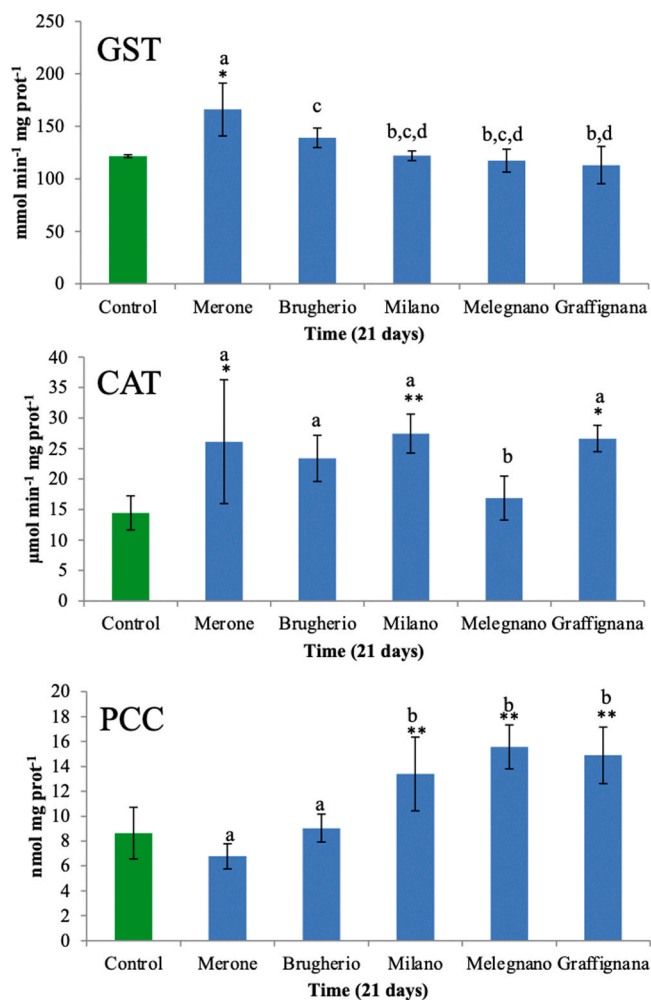 GST
mmol min⁻¹ mg prot⁻¹
200
150
100
50
0
a
*
c
b,c,d
b,c,d
b,d
Control Merone Brugherio Milano Melegnano Graffignana
Time (21 days)
CAT
µmol min⁻¹ mg prot⁻¹
40
35
30
25
20
15
10
5
0
a
*
a
a
**
b
a
*
Control Merone Brugherio Milano Melegnano Graffignana
Time (21 days)
PCC
nmol mg prot⁻¹
20
18
16
14
12
10
8
6
4
2
0
a
a
b
**
b
**
b
**
Control Merone Brugherio Milano Melegnano Graffignana
Time (21 days)